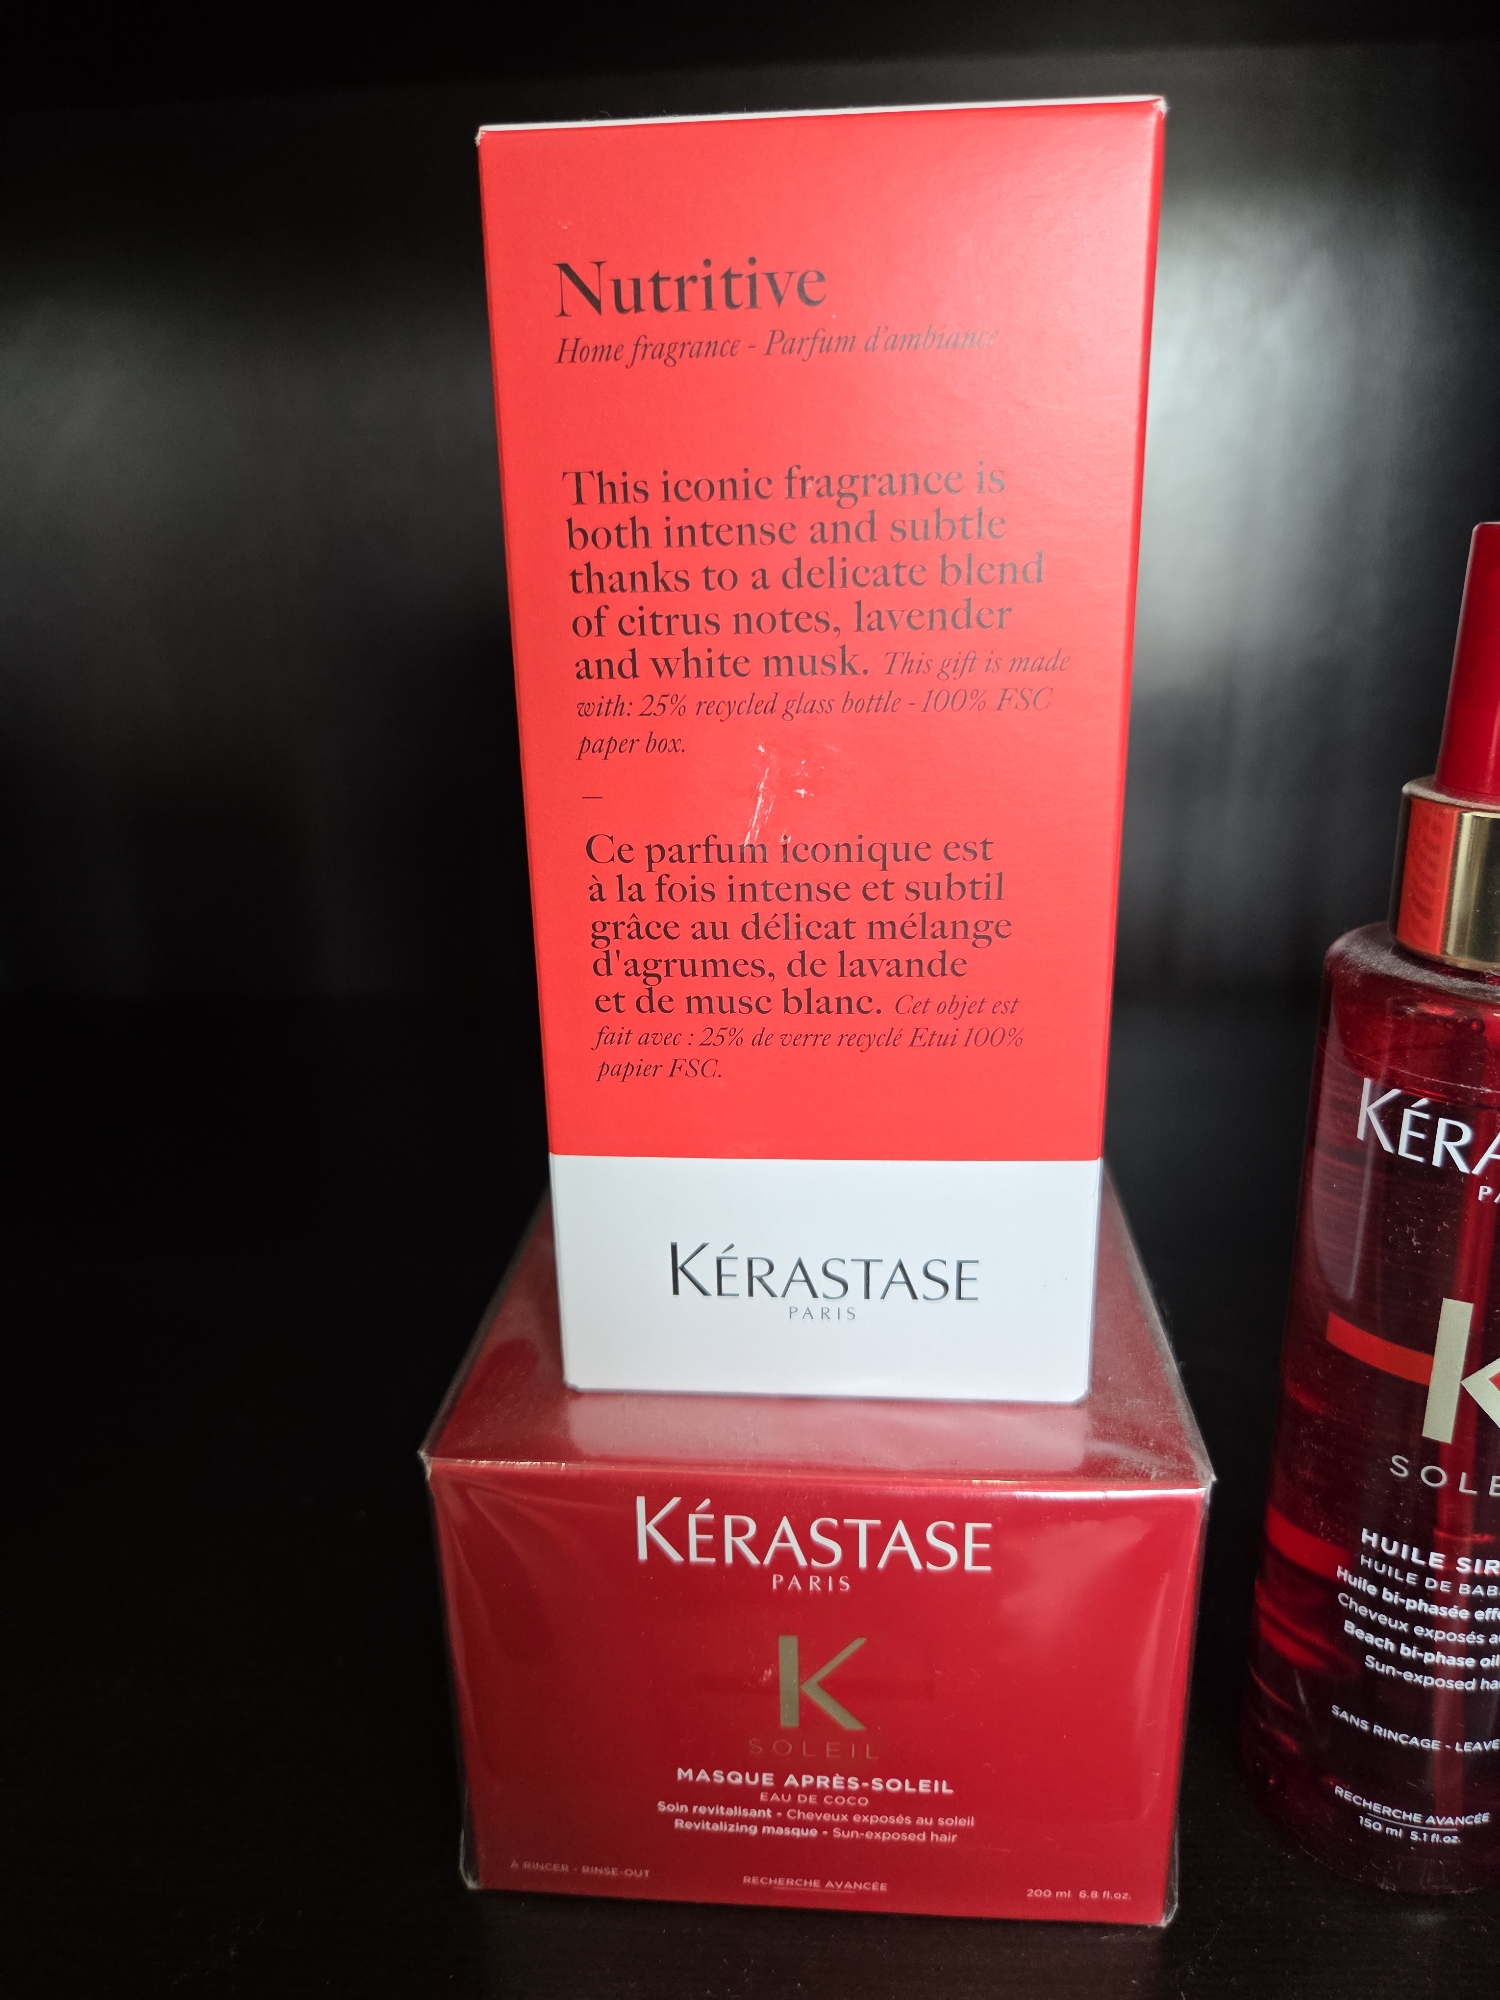 Nutritive
Home fragrance - Parfum d'ambiance
This iconic fragrance is
both intense and subtle
thanks to a delicate blend
of citrus notes, lavender
and white musk. This gift is made
with: 25% recycled glass bottle - 100% FSC
paper box.
—
Ce parfum iconique est
à la fois intense et subtil
grâce au délicat mélange
d'agrumes, de lavande
et de musc blanc. Cet objet est
fait avec : 25% de verre recyclé Etui 100%
papier FSC.
KÉRASTASE
PARIS
KÉRASTASE
PARIS
K
SOLEIL
MASQUE APRÈS-SOLEIL
EAU DE COCO
Soin revitalisant - Cheveux exposés au soleil
Revitalizing masque - Sun-exposed hair
À RINCER - RINSE-OUT
RECHERCHE AVANCÉE
200 ml 6.8 fl.oz.
KÉRA
PA
K
SOLE
HUILE SIR
HUILE DE BAB
Huile bi-phasée eff
Cheveux exposés a
Beach bi-phase oil
Sun-exposed ha
SANS RINÇAGE - LEAVE
RECHERCHE AVANCÉE
150 ml 5.1 fl.oz.